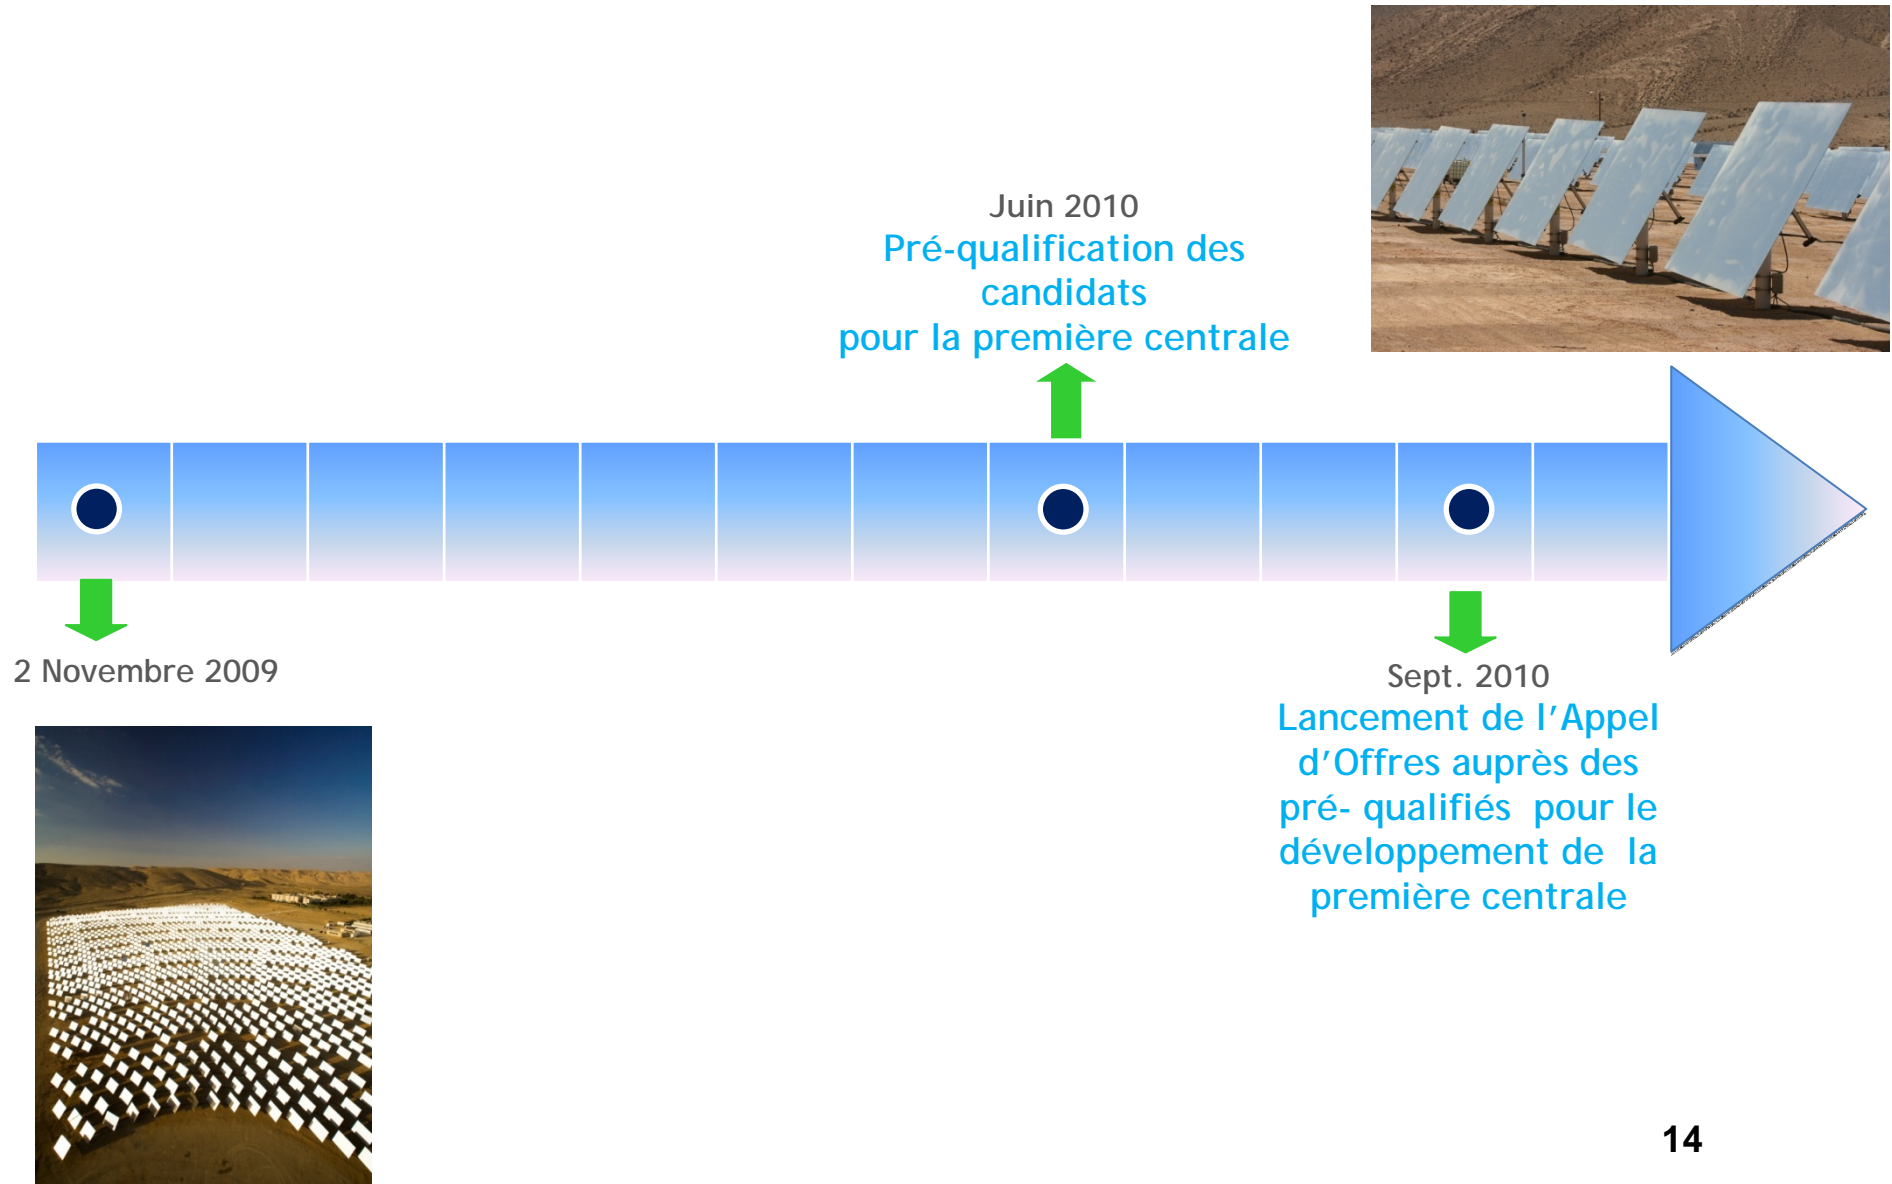 Juin 2010
Pré-qualification des
candidats
pour la première centrale
2 Novembre 2009
Sept. 2010
Lancement de l’Appel
d’Offres auprès des
pré- qualifiés  pour le
développement de  la
première centrale
14